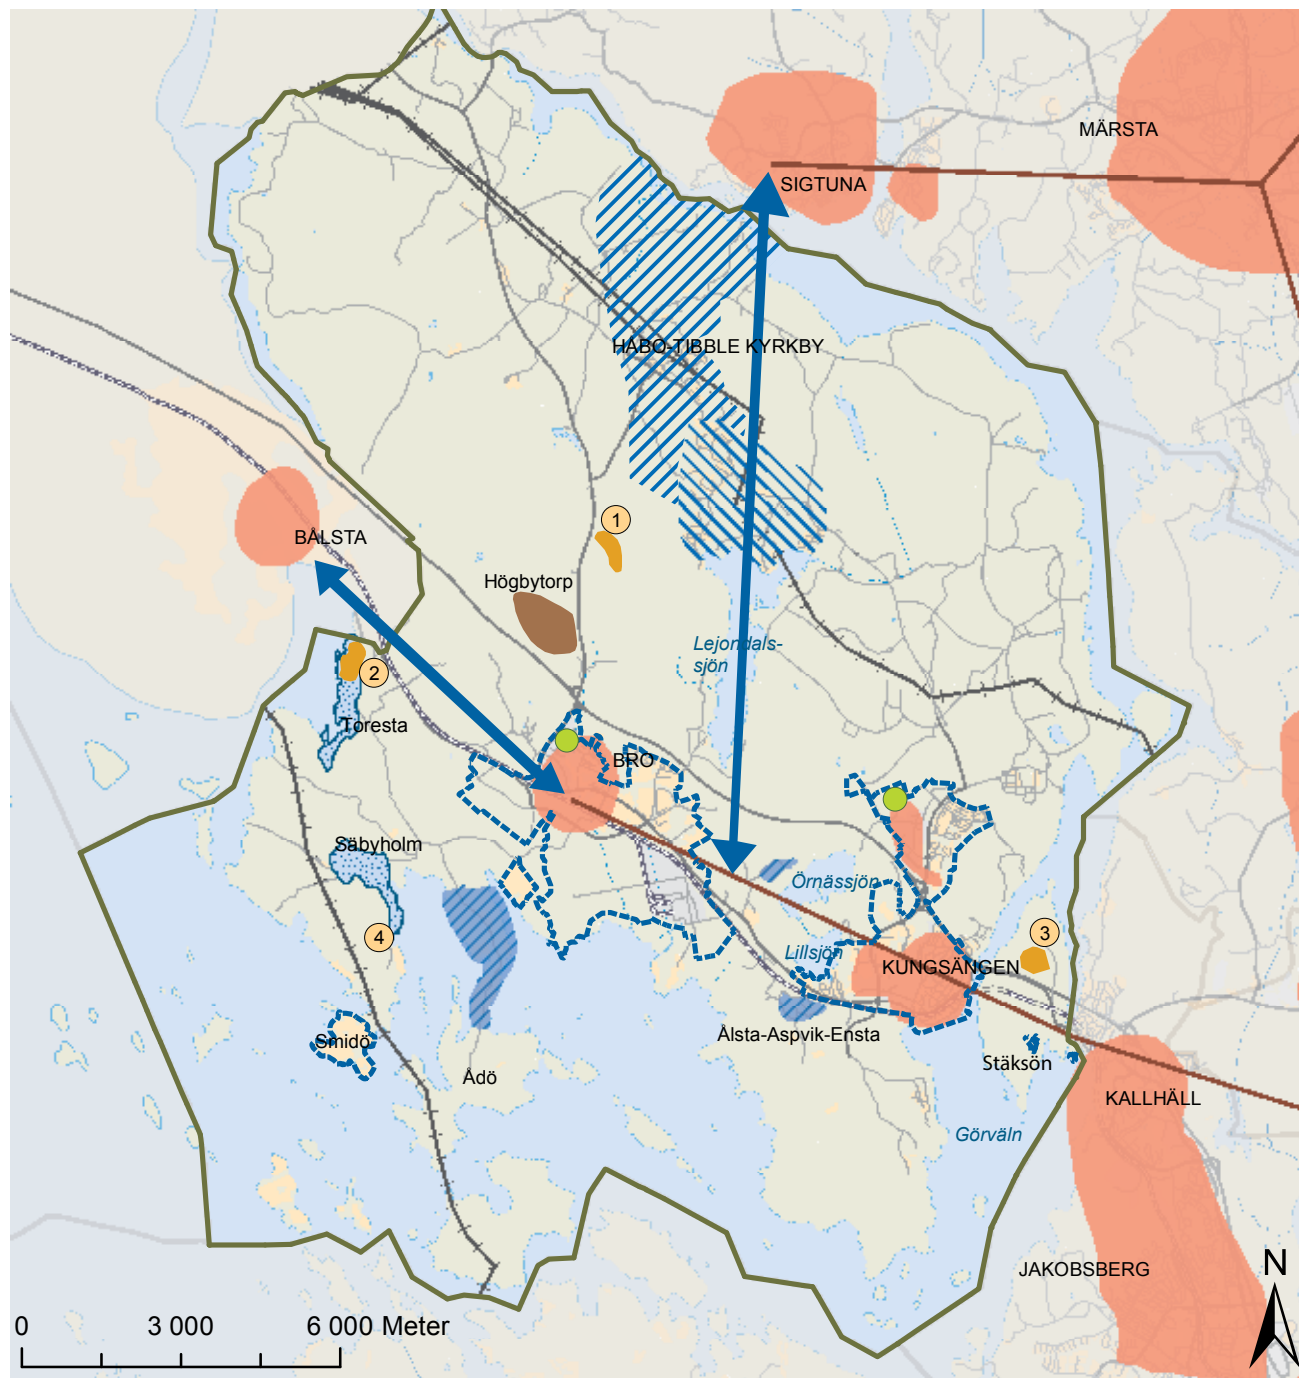 MÄRSTA
SIGTUNA
HÅBO-TIBBLE KYRKBY
1
BÅLSTA
Högbytorp
Lejondals-
sjön
2
Toresta
BRO
Säbyholm
Örnässjön
4
3
Lillsjön
KUNGSÄNGEN
Smidö
Ålsta-Aspvik-Ensta
Stäksön
Ådö
KALLHÄLL
Görväln
JAKOBSBERG
N
0 3 000 6 000 Meter